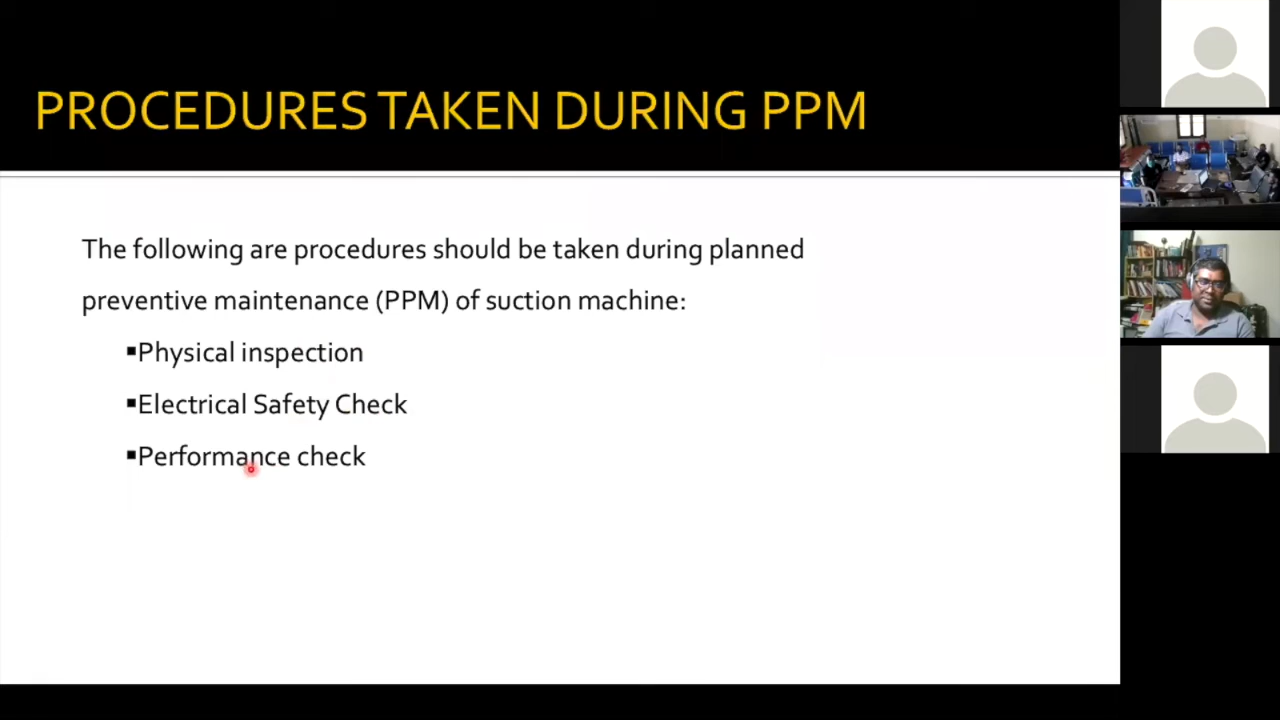 PROCEDURES TAKEN DURING PPM
The following are procedures should be taken during planned
preventive maintenance (PPM) of suction machine:
▪Physical inspection
▪Electrical Safety Check
▪Performance check